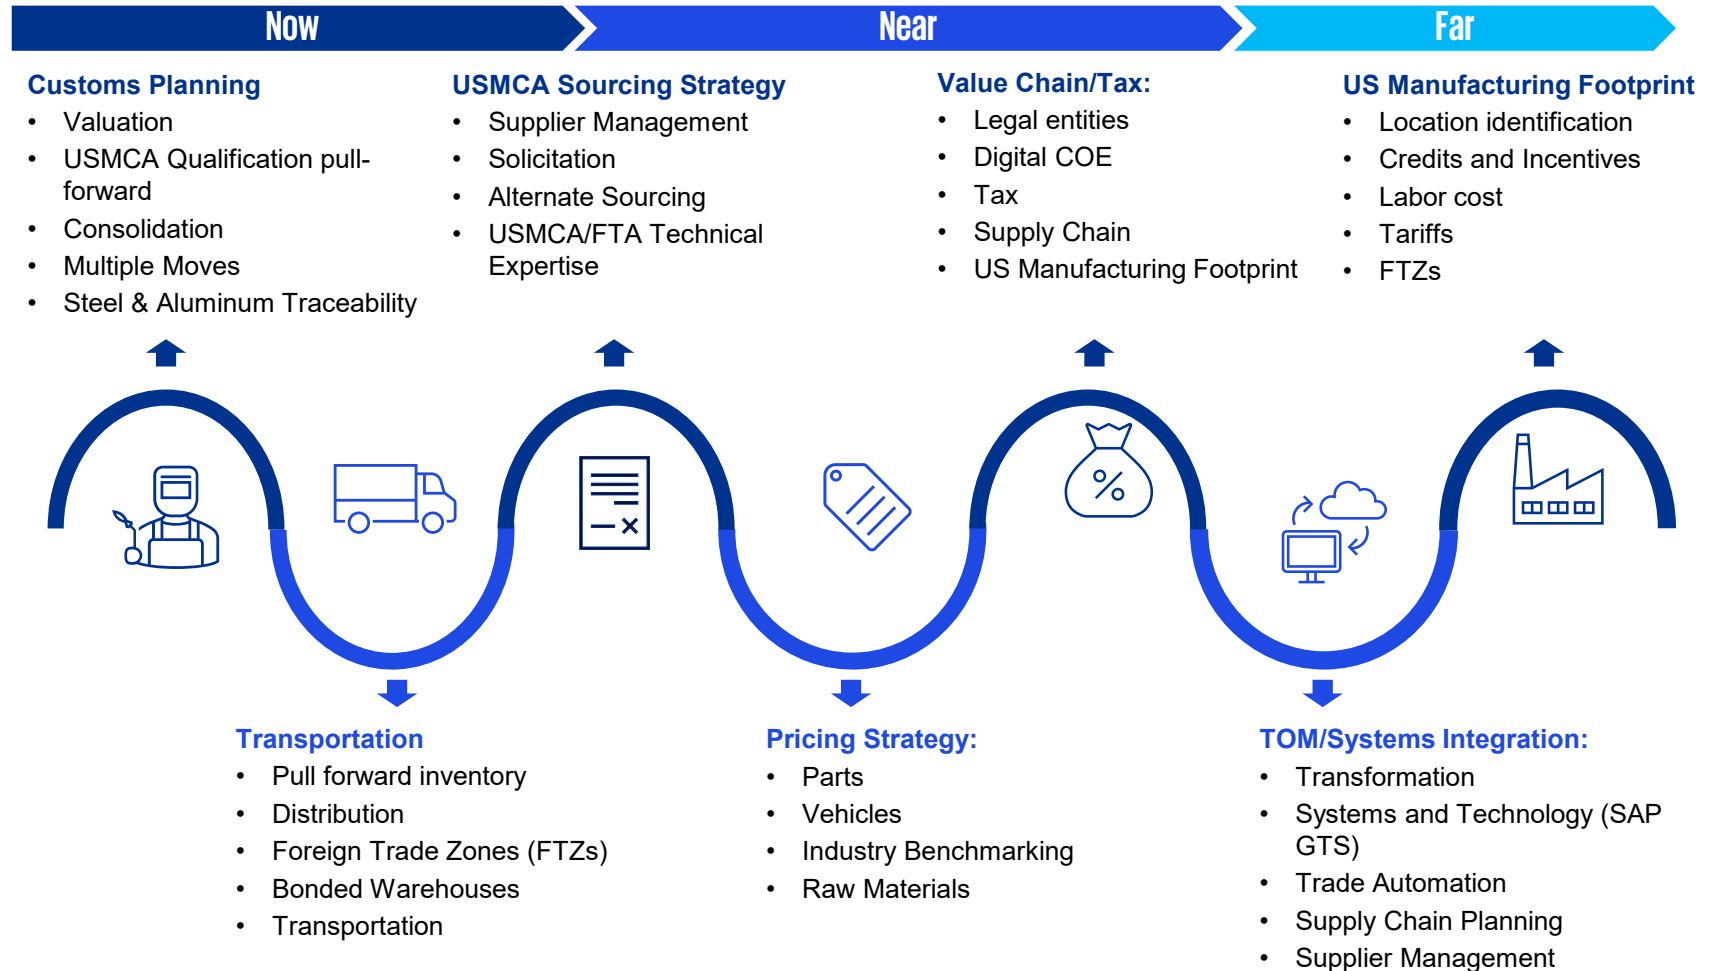 Now
Near
Far
Customs Planning
• Valuation
• USMCA Qualification pull-
forward
• Consolidation
• Multiple Moves
• Steel & Aluminum Traceability
USMCA Sourcing Strategy
• Supplier Management
• Solicitation
• Alternate Sourcing
• USMCA/FTA Technical
Expertise
Value Chain/Tax:
• Legal entities
• Digital COE
• Tax
• Supply Chain
• US Manufacturing Footprint
US Manufacturing Footprint
• Location identification
• Credits and Incentives
• Labor cost
• Tariffs
• FTZs
Transportation
• Pull forward inventory
• Distribution
• Foreign Trade Zones (FTZs)
• Bonded Warehouses
• Transportation
Pricing Strategy:
• Parts
• Vehicles
• Industry Benchmarking
• Raw Materials
TOM/Systems Integration:
• Transformation
• Systems and Technology (SAP
GTS)
• Trade Automation
• Supply Chain Planning
• Supplier Management